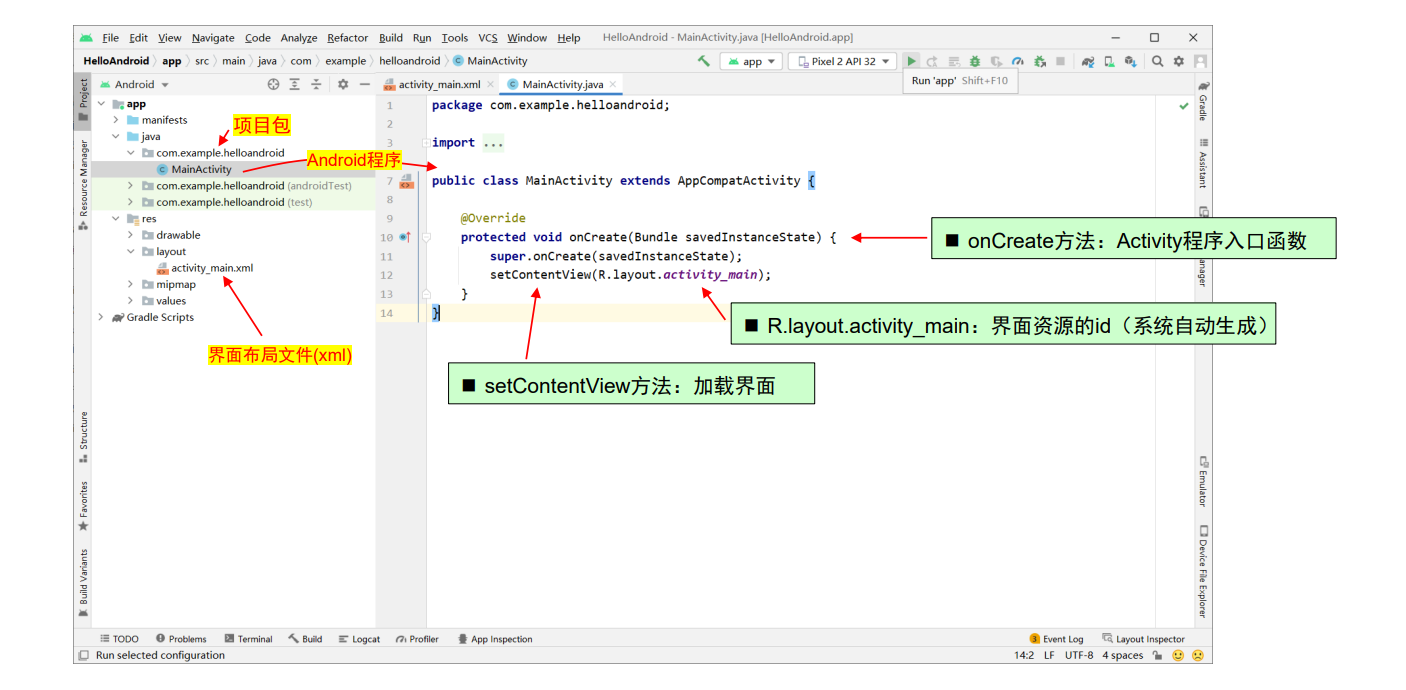 File Edit View Navigate Code Analyze Refactor Build Run Tools VCS Window Help HelloAndroid - MainActivity.java [HelloAndroid.app]
HelloAndroid app src main java com example helloandroid MainActivity app Pixel 2 API 32
Run 'app' Shift+F10
Android
activity_main.xml MainActivity.java
Project
Resource Manager
Structure
Favorites
Build Variants
app
manifests
java
com.example.helloandroid
MainActivity
com.example.helloandroid (androidTest)
com.example.helloandroid (test)
res
drawable
layout
activity_main.xml
mipmap
values
Gradle Scripts
项目包
Android程序
界面布局文件(xml)
1 package com.example.helloandroid;
2
3 import ...
7 public class MainActivity extends AppCompatActivity {
8
9 @Override
10 protected void onCreate(Bundle savedInstanceState) {
11 super.onCreate(savedInstanceState);
12 setContentView(R.layout.activity_main);
13 }
14 }
■ onCreate方法：Activity程序入口函数
■ R.layout.activity_main：界面资源的id（系统自动生成）
■ setContentView方法：加载界面
Gradle
Assistant
anager
Emulator
Device File Explorer
TODO Problems Terminal Build Logcat Profiler App Inspection 3 Event Log Layout Inspector
Run selected configuration 14:2 LF UTF-8 4 spaces